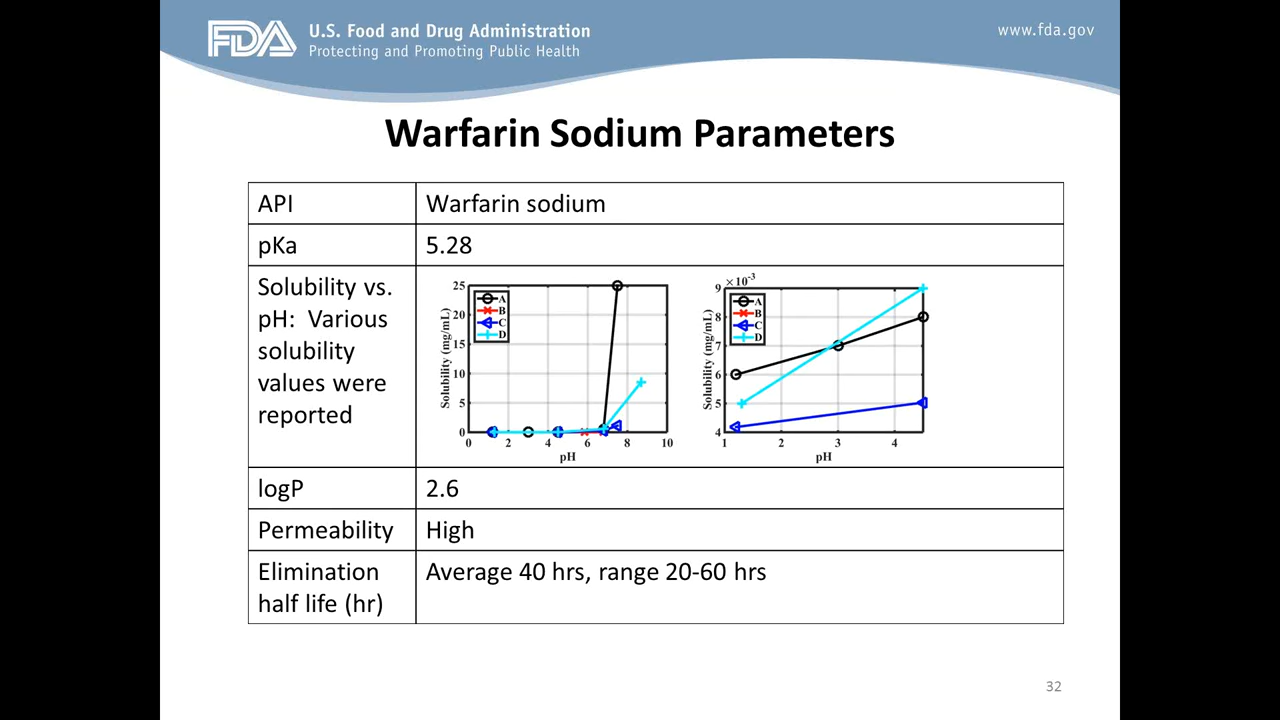 FDA
U.S. Food and Drug Administration
Protecting and Promoting Public Health
www.fda.gov
Warfarin Sodium Parameters
API
Warfarin sodium
pKa
5.28
Solubility vs.
pH: Various
solubility
values were
reported
Solubility (mg/mL)
25
20
15
10
5
0
A
B
C
D
0 2 4 6 8 10
pH
×10-3
Solubility (mg/mL)
9
8
7
6
5
4
A
B
C
D
1 2 3 4
pH
logP
2.6
Permeability
High
Elimination
half life (hr)
Average 40 hrs, range 20-60 hrs
32